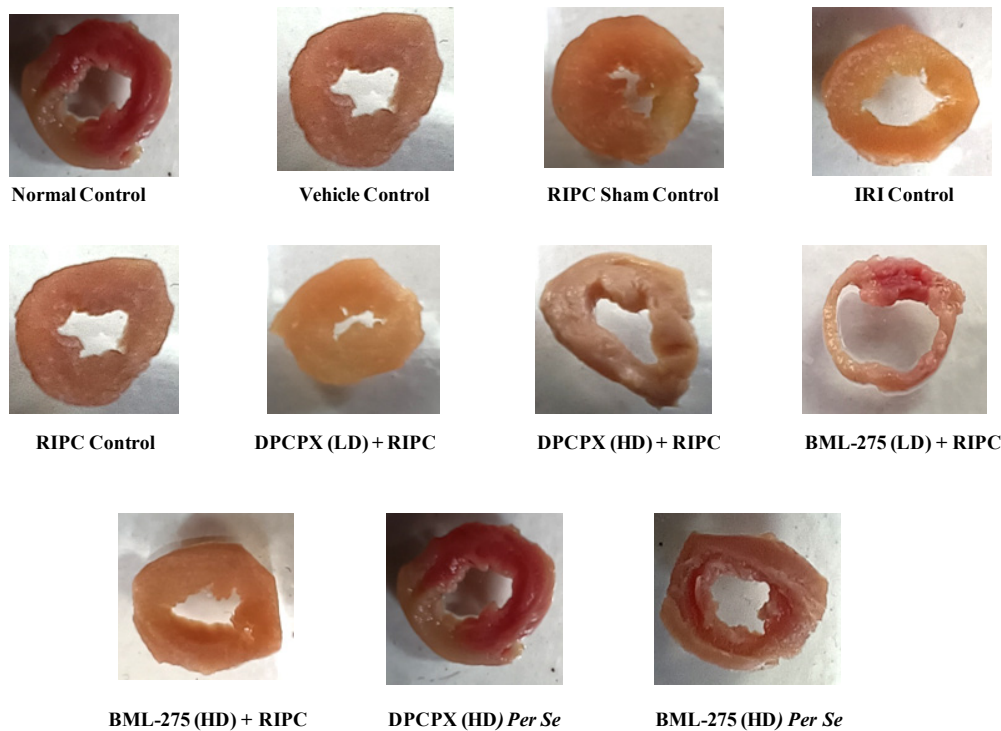 Normal Control
Vehicle Control
RIPC Sham Control
IRI Control
RIPC Control
DPCPX (LD) + RIPC
DPCPX (HD) + RIPC
BML-275 (LD) + RIPC
BML-275 (HD) + RIPC
DPCPX (HD) Per Se
BML-275 (HD) Per Se